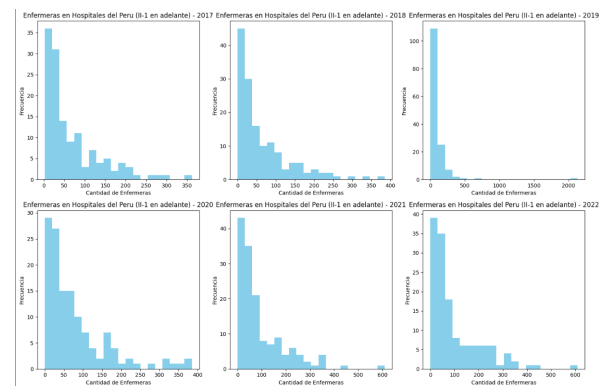 Enfermeras en Hospitales del Peru (II-1 en adelante) - 2017
Enfermeras en Hospitales del Peru (II-1 en adelante) - 2018
Enfermeras en Hospitales del Peru (II-1 en adelante) - 2019
Frecuencia
35
30
25
20
15
10
5
0
0 50 100 150 200 250 300 350
Cantidad de Enfermeras
Frecuencia
40
30
20
10
0
0 50 100 150 200 250 300 350 400
Cantidad de Enfermeras
Frecuencia
100
80
60
40
20
0
0 500 1000 1500 2000
Cantidad de Enfermeras
Enfermeras en Hospitales del Peru (II-1 en adelante) - 2020
Enfermeras en Hospitales del Peru (II-1 en adelante) - 2021
Enfermeras en Hospitales del Peru (II-1 en adelante) - 2022
Frecuencia
30
25
20
15
10
5
0
0 50 100 150 200 250 300 350 400
Cantidad de Enfermeras
Frecuencia
40
30
20
10
0
0 100 200 300 400 500 600
Cantidad de Enfermeras
Frecuencia
40
35
30
25
20
15
10
5
0
0 100 200 300 400 500 600
Cantidad de Enfermeras